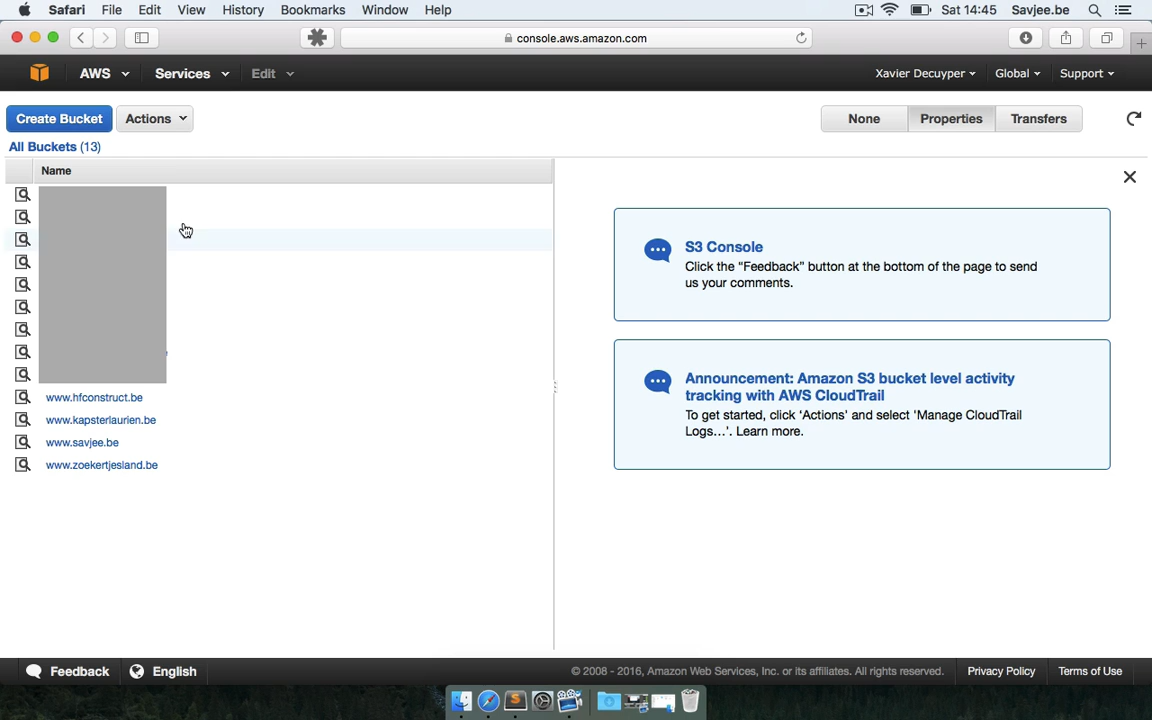 Safari File Edit View History Bookmarks Window Help Sat 14:45 Savjee.be
console.aws.amazon.com
AWS Services Edit Xavier Decuyper Global Support
Create Bucket Actions None Properties Transfers
All Buckets (13)
Name
S3 Console
Click the “Feedback” button at the bottom of the page to send
us your comments.
Announcement: Amazon S3 bucket level activity
tracking with AWS CloudTrail
To get started, click ‘Actions’ and select ‘Manage CloudTrail
Logs...’. Learn more.
www.hfconstruct.be
www.kapsterlaurien.be
www.savjee.be
www.zoekertjesland.be
Feedback English © 2008 - 2016, Amazon Web Services, Inc. or its affiliates. All rights reserved. Privacy Policy Terms of Use